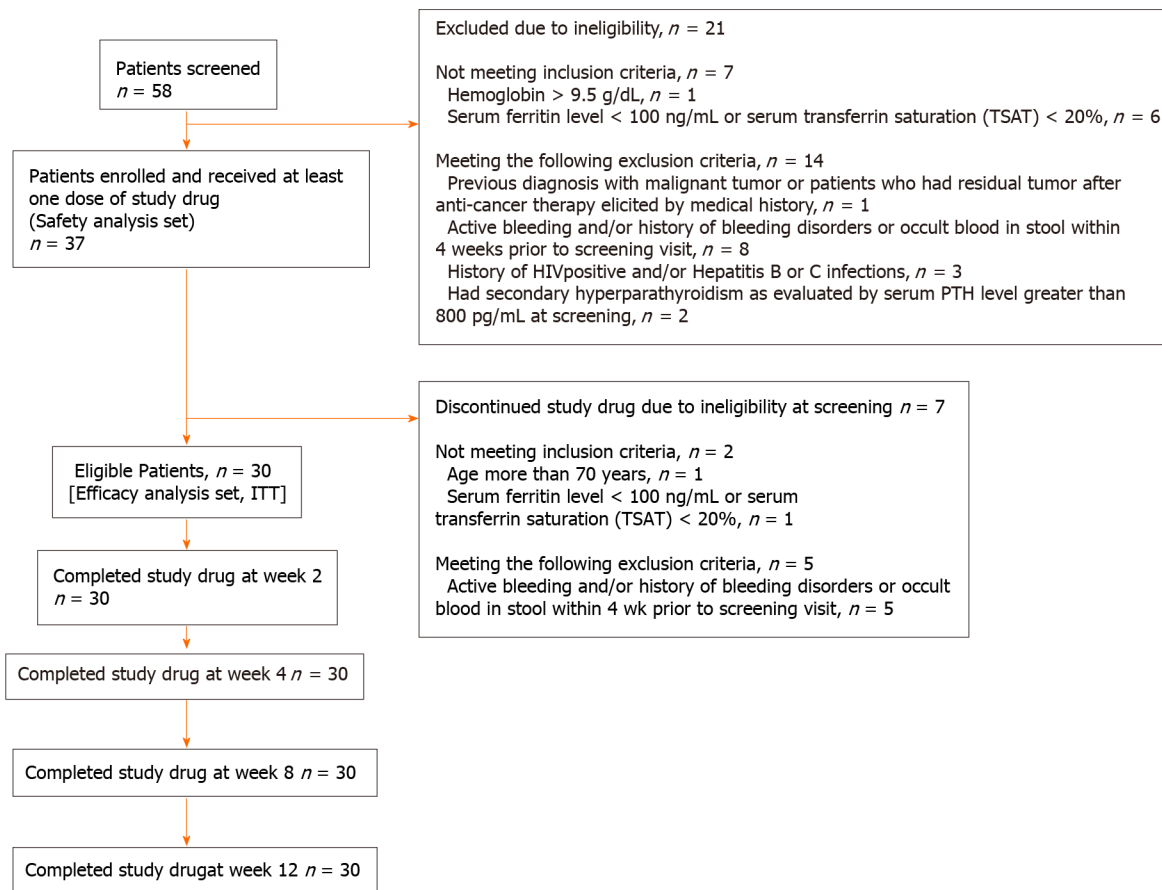 Patients screened
n = 58
Excluded due to ineligibility, n = 21
Not meeting inclusion criteria, n = 7
Hemoglobin > 9.5 g/dL, n = 1
Serum ferritin level < 100 ng/mL or serum transferrin saturation (TSAT) < 20%, n = 6
Meeting the following exclusion criteria, n = 14
Previous diagnosis with malignant tumor or patients who had residual tumor after
anti-cancer therapy elicited by medical history, n = 1
Active bleeding and/or history of bleeding disorders or occult blood in stool within
4 weeks prior to screening visit, n = 8
History of HIVpositive and/or Hepatitis B or C infections, n = 3
Had secondary hyperparathyroidism as evaluated by serum PTH level greater than
800 pg/mL at screening, n = 2
Patients enrolled and received at least
one dose of study drug
(Safety analysis set)
n = 37
Discontinued study drug due to ineligibility at screening n = 7
Not meeting inclusion criteria, n = 2
Age more than 70 years, n = 1
Serum ferritin level < 100 ng/mL or serum
transferrin saturation (TSAT) < 20%, n = 1
Meeting the following exclusion criteria, n = 5
Active bleeding and/or history of bleeding disorders or occult
blood in stool within 4 wk prior to screening visit, n = 5
Eligible Patients, n = 30
[Efficacy analysis set, ITT]
Completed study drug at week 2
n = 30
Completed study drug at week 4 n = 30
Completed study drug at week 8 n = 30
Completed study drugat week 12 n = 30